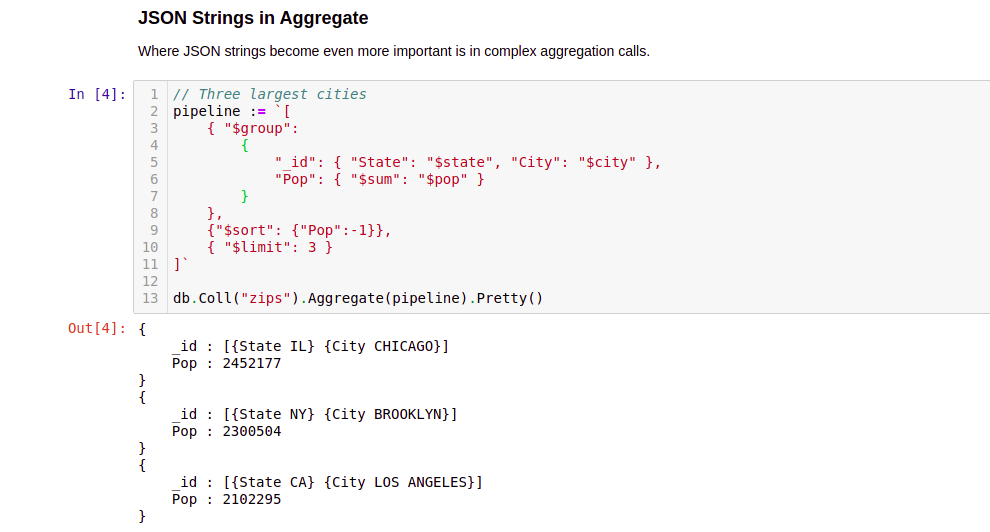 JSON Strings in Aggregate
Where JSON strings become even more important is in complex aggregation calls.
In [4]:
1 // Three largest cities
2 pipeline := `[
3     { "$group":
4         {
5             "_id": { "State": "$state", "City": "$city" },
6             "Pop": { "$sum": "$pop" }
7         }
8     },
9     {"$sort": {"Pop":-1}},
10     { "$limit": 3 }
11 ]`
12
13 db.Coll("zips").Aggregate(pipeline).Pretty()
Out[4]: {
    _id : [{State IL} {City CHICAGO}]
    Pop : 2452177
}
{
    _id : [{State NY} {City BROOKLYN}]
    Pop : 2300504
}
{
    _id : [{State CA} {City LOS ANGELES}]
    Pop : 2102295
}